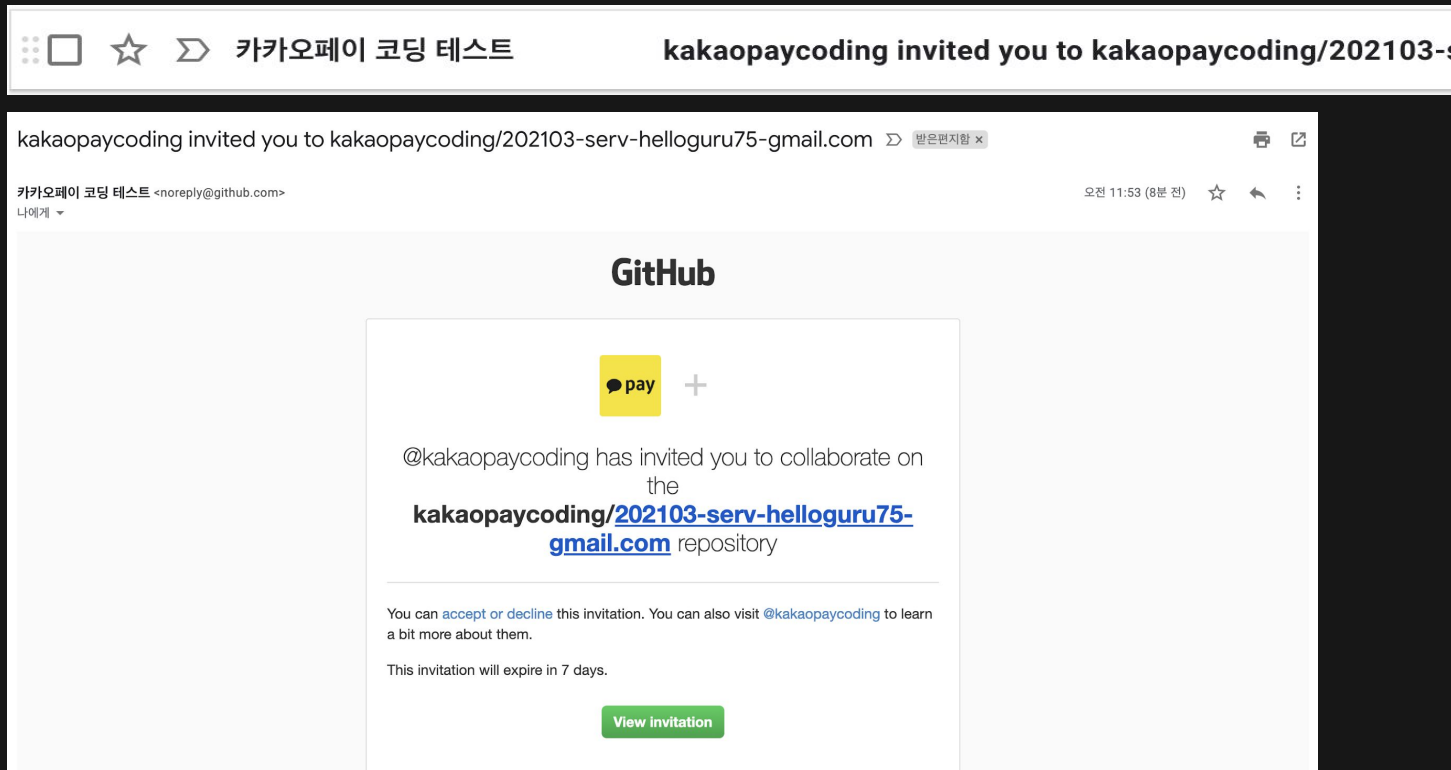 카카오페이 코딩 테스트 kakaopaycoding invited you to kakaopaycoding/202103-s
kakaopaycoding invited you to kakaopaycoding/202103-serv-helloguru75-gmail.com 받은편지함 ×
카카오페이 코딩 테스트 <noreply@github.com> 오전 11:53 (8분 전)
나에게
GitHub
pay
@kakaopaycoding has invited you to collaborate on
the
kakaopaycoding/202103-serv-helloguru75-
gmail.com repository
You can accept or decline this invitation. You can also visit @kakaopaycoding to learn
a bit more about them.
This invitation will expire in 7 days.
View invitation